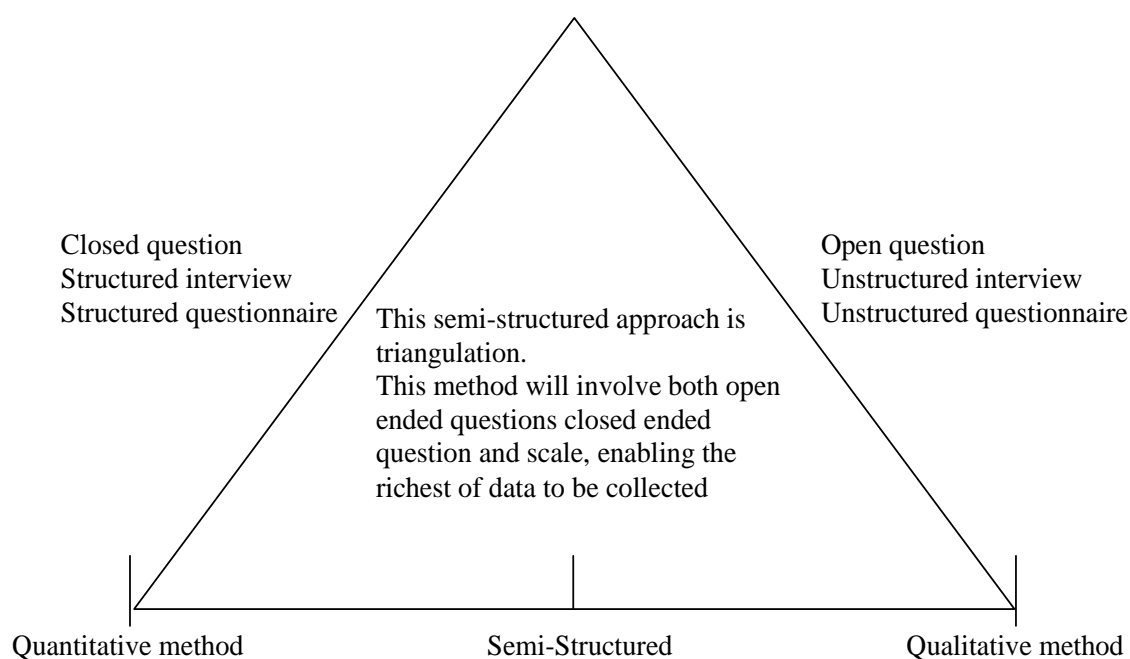 Closed question
Structured interview
Structured questionnaire
Open question
Unstructured interview
Unstructured questionnaire
This semi-structured approach is
triangulation.
This method will involve both open
ended questions closed ended
question and scale, enabling the
richest of data to be collected
Quantitative method
Semi-Structured
Qualitative method